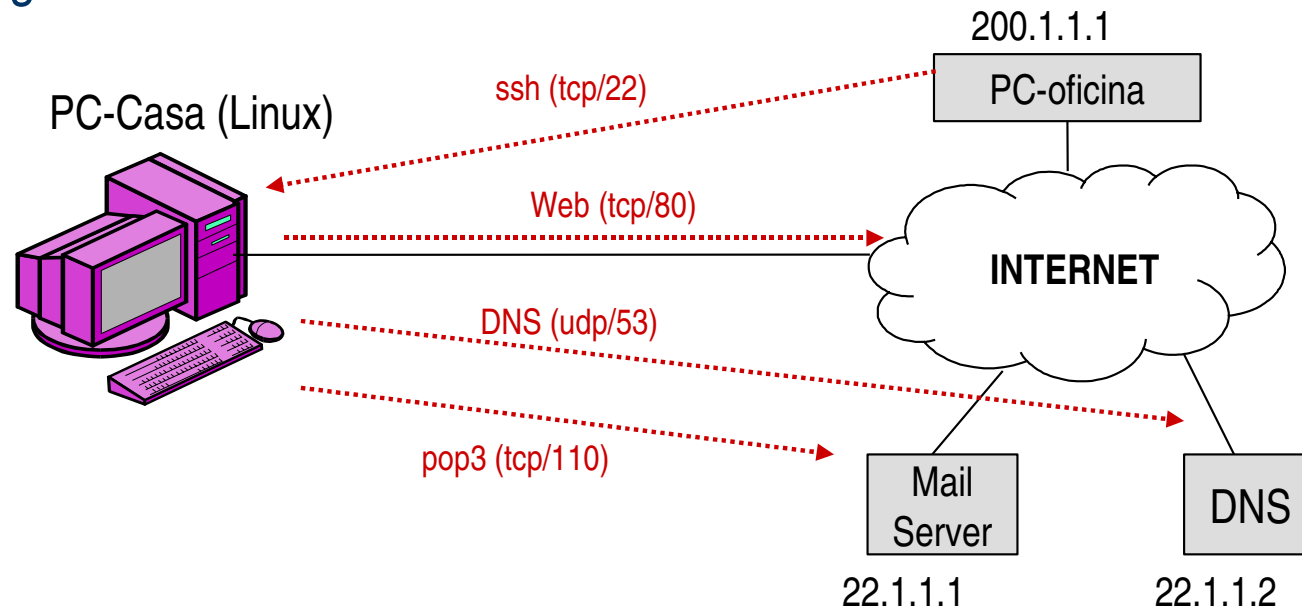 200.1.1.1
PC-oficina
ssh (tcp/22)
PC-Casa (Linux)
Web (tcp/80)
INTERNET
DNS (udp/53)
pop3 (tcp/110)
Mail
Server
DNS
22.1.1.1
22.1.1.2